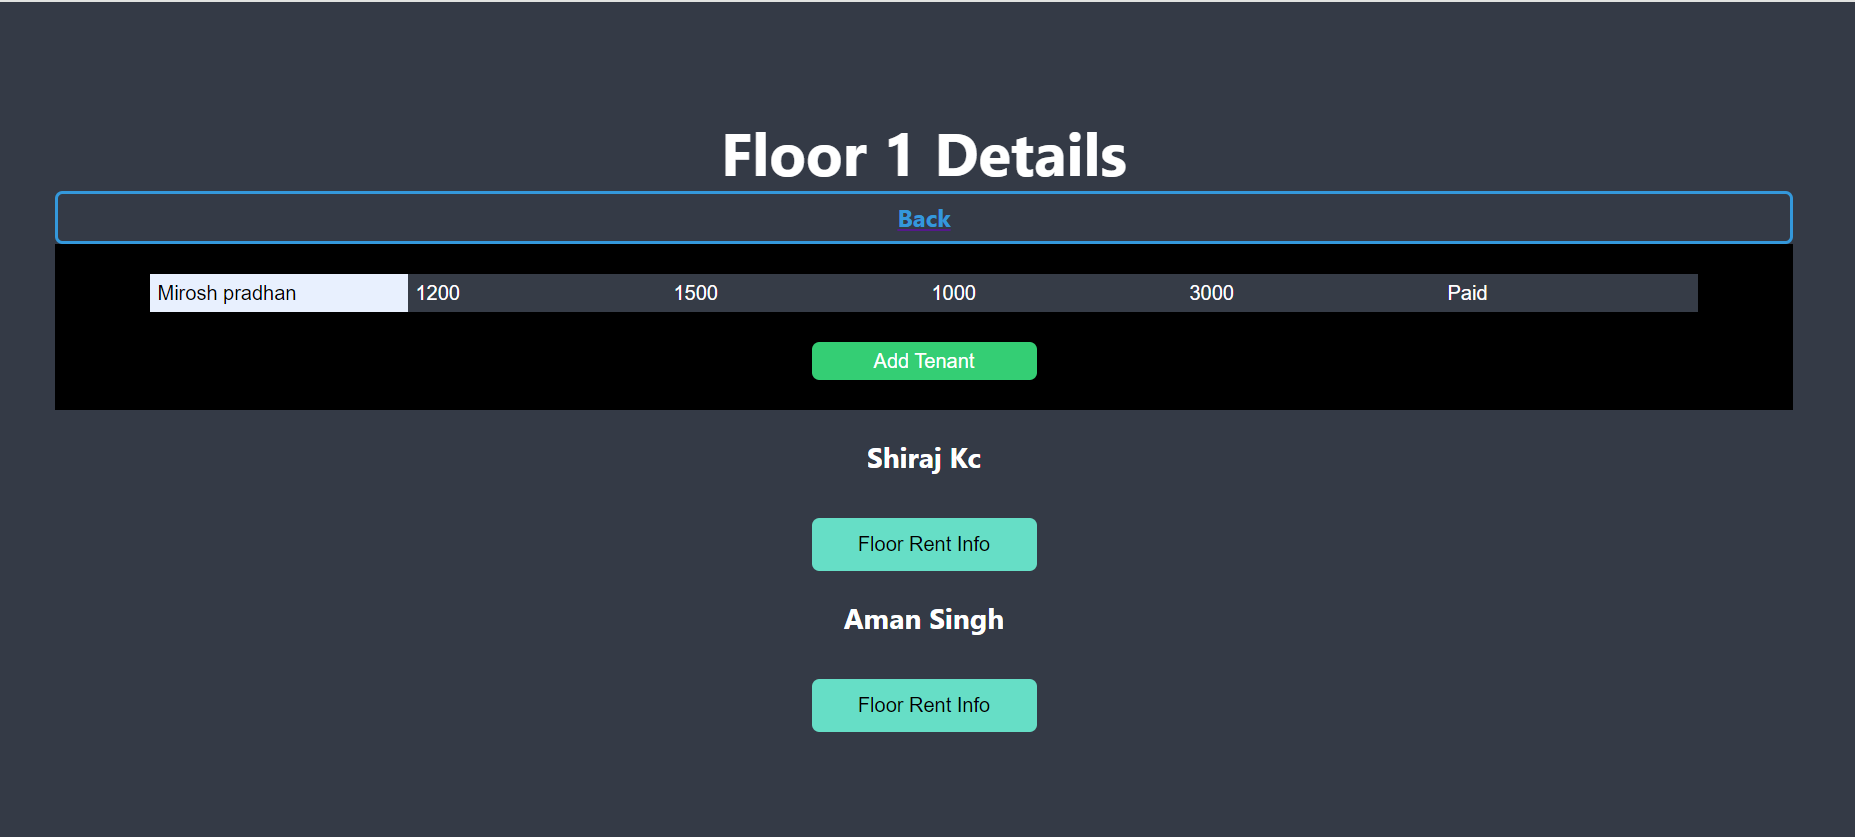 Floor 1 Details
Back
Mirosh pradhan 1200 1500 1000 3000 Paid
Add Tenant
Shiraj Kc
Floor Rent Info
Aman Singh
Floor Rent Info